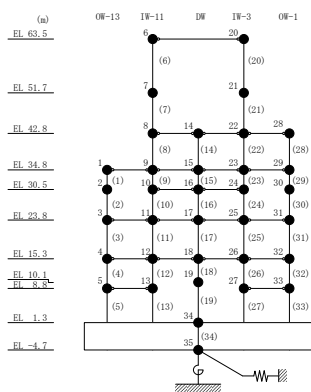 (m) OW-13 IW-11 DW IW-3 OW-1
EL 63.5 6 20
(6) (20)
EL 51.7 7 21
(7) (21)
EL 42.8 8 14 22 28
(8) (14) (22) (28)
EL 34.8 1 9 15 23 29
(1) (9) (15) (23) (29)
EL 30.5 2 10 16 24 30
(2) (10) (16) (24) (30)
EL 23.8 3 11 17 25 31
(3) (11) (17) (25) (31)
EL 15.3 4 12 18 26 32
(4) (12) (18) (26) (32)
EL 10.1 19
EL 8.8 5 13 27 33
(5) (13) (19) (27) (33)
EL 1.3 34
(34)
EL -4.7 35